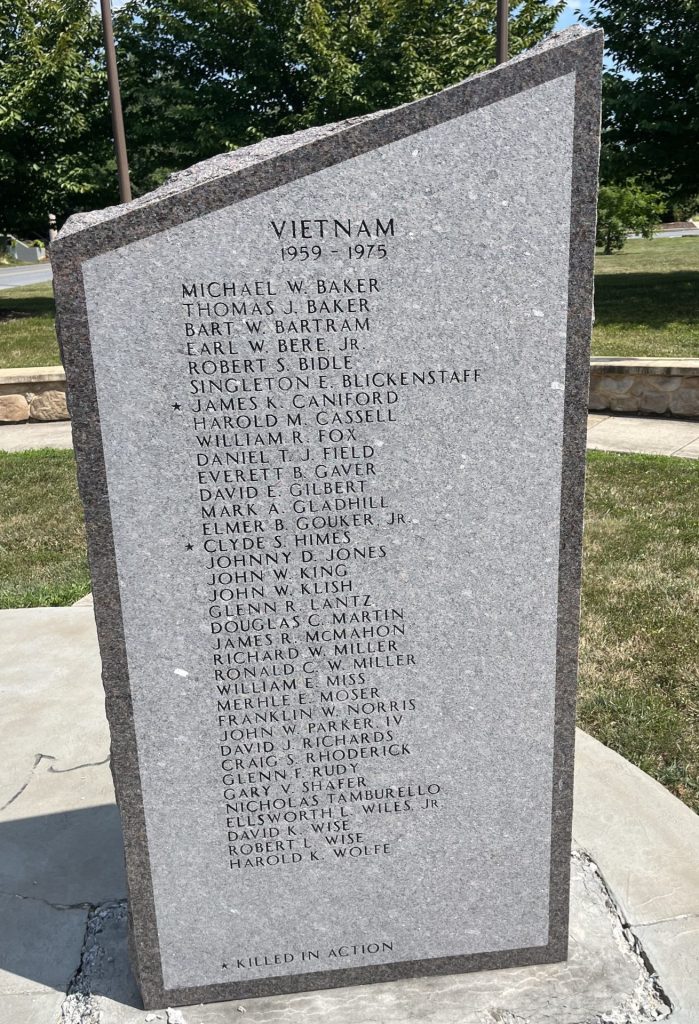 VIETNAM
1959 - 1975
MICHAEL W. BAKER
THOMAS J. BAKER
BART W. BARTRAM
EARL W. BERE, JR.
ROBERT S. BIDLE
SINGLETON E. BLICKENSTAFF
★ JAMES K. CANIFORD
HAROLD M. CASSELL
WILLIAM R. FOX
DANIEL T. J. FIELD
EVERETT B. GAVER
DAVID E. GILBERT
MARK A. GLADHILL
ELMER B. GOUKER, JR.
★ CLYDE S. HIMES
JOHNNY D. JONES
JOHN W. KING
JOHN W. KLISH
GLENN R. LANTZ
DOUGLAS C. MARTIN
JAMES R. MCMAHON
RICHARD W. MILLER
RONALD C. W. MILLER
WILLIAM E. MISS
MERHLE E. MOSER
FRANKLIN W. NORRIS
JOHN W. PARKER, IV
DAVID J. RICHARDS
CRAIG S. RHODERICK
GLENN F. RUDY
GARY V. SHAFER
NICHOLAS TAMBURELLO
ELLSWORTH L. WILES, JR.
DAVID K. WISE
ROBERT L. WISE
HAROLD K. WOLFE
★ KILLED IN ACTION